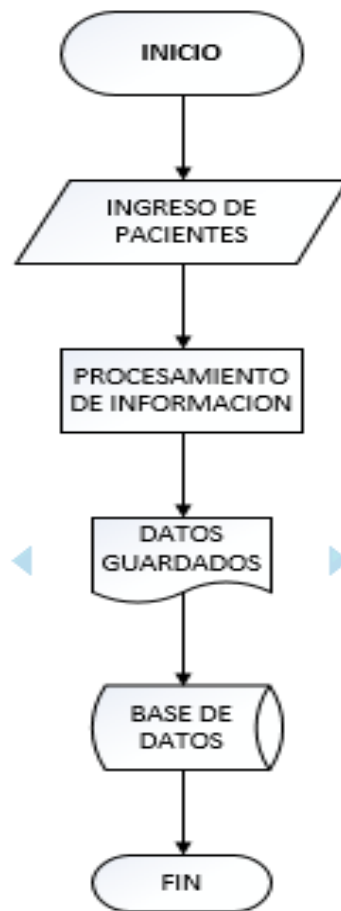 INICIO
INGRESO DE
PACIENTES
PROCESAMIENTO
DE INFORMACION
DATOS
GUARDADOS
BASE DE
DATOS
FIN